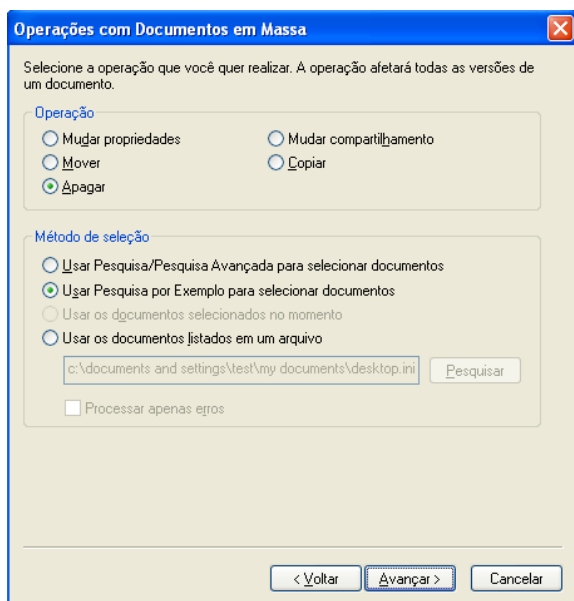 Operações com Documentos em Massa
Selecione a operação que você quer realizar. A operação afetará todas as versões de
um documento.
Operação
Mudar propriedades
Mudar compartilhamento
Mover
Copiar
Apagar
Método de seleção
Usar Pesquisa/Pesquisa Avançada para selecionar documentos
Usar Pesquisa por Exemplo para selecionar documentos
Usar os documentos selecionados no momento
Usar os documentos listados em um arquivo
c:\documents and settings\test\my documents\desktop.ini
Pesquisar
Processar apenas erros
< Voltar
Avançar >
Cancelar